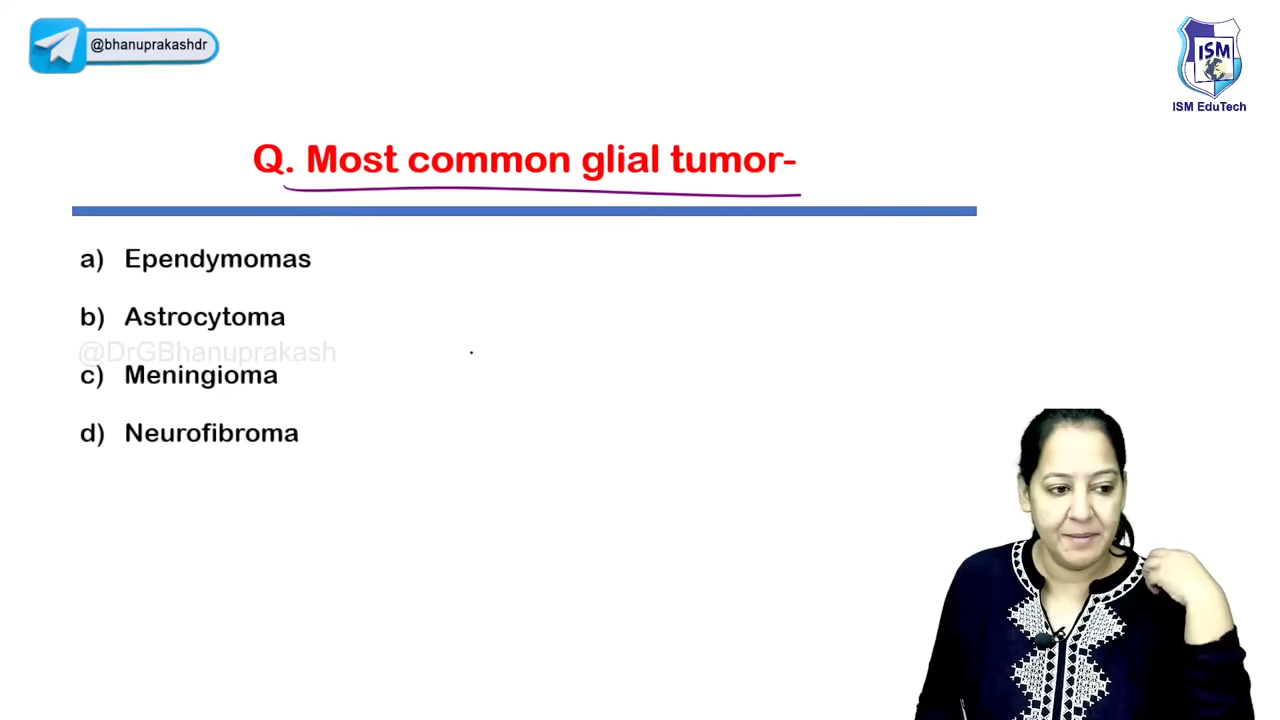 @bhanuprakashdr
ISM
ISM EduTech
Q. Most common glial tumor-
a) Ependymomas
b) Astrocytoma
@DrGBhanuprakash
c) Meningioma
d) Neurofibroma